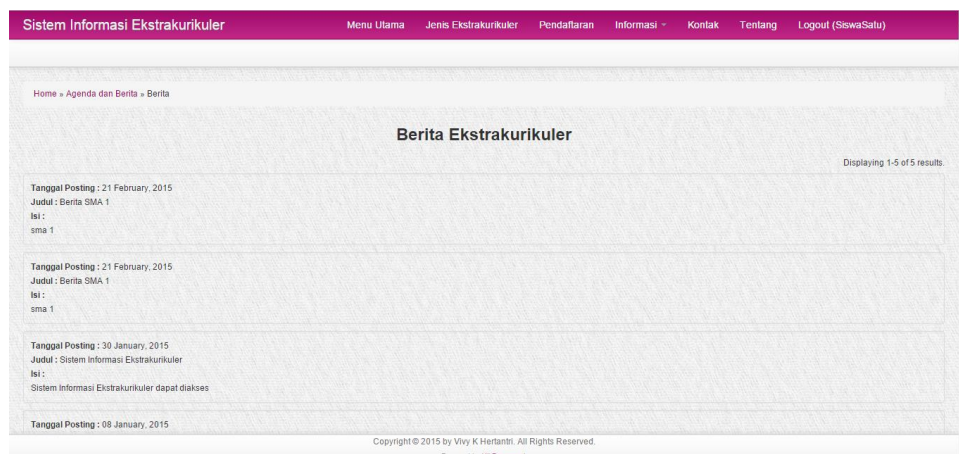 Sistem Informasi Ekstrakurikuler
Menu Utama Jenis Ekstrakurikuler Pendaftaran Informasi Kontak Tentang Logout (SiswaSatu)
Home » Agenda dan Berita » Berita
Berita Ekstrakurikuler
Displaying 1-5 of 5 results.
Tanggal Posting : 21 February, 2015
Judul : Berita SMA 1
Isi :
sma 1
Tanggal Posting : 21 February, 2015
Judul : Berita SMA 1
Isi :
sma 1
Tanggal Posting : 30 January, 2015
Judul : Sistem Informasi Ekstrakurikuler
Isi :
Sistem Informasi Ekstrakurikuler dapat diakses
Tanggal Posting : 08 January, 2015
Copyright © 2015 by Vivy K Hertantri. All Rights Reserved.